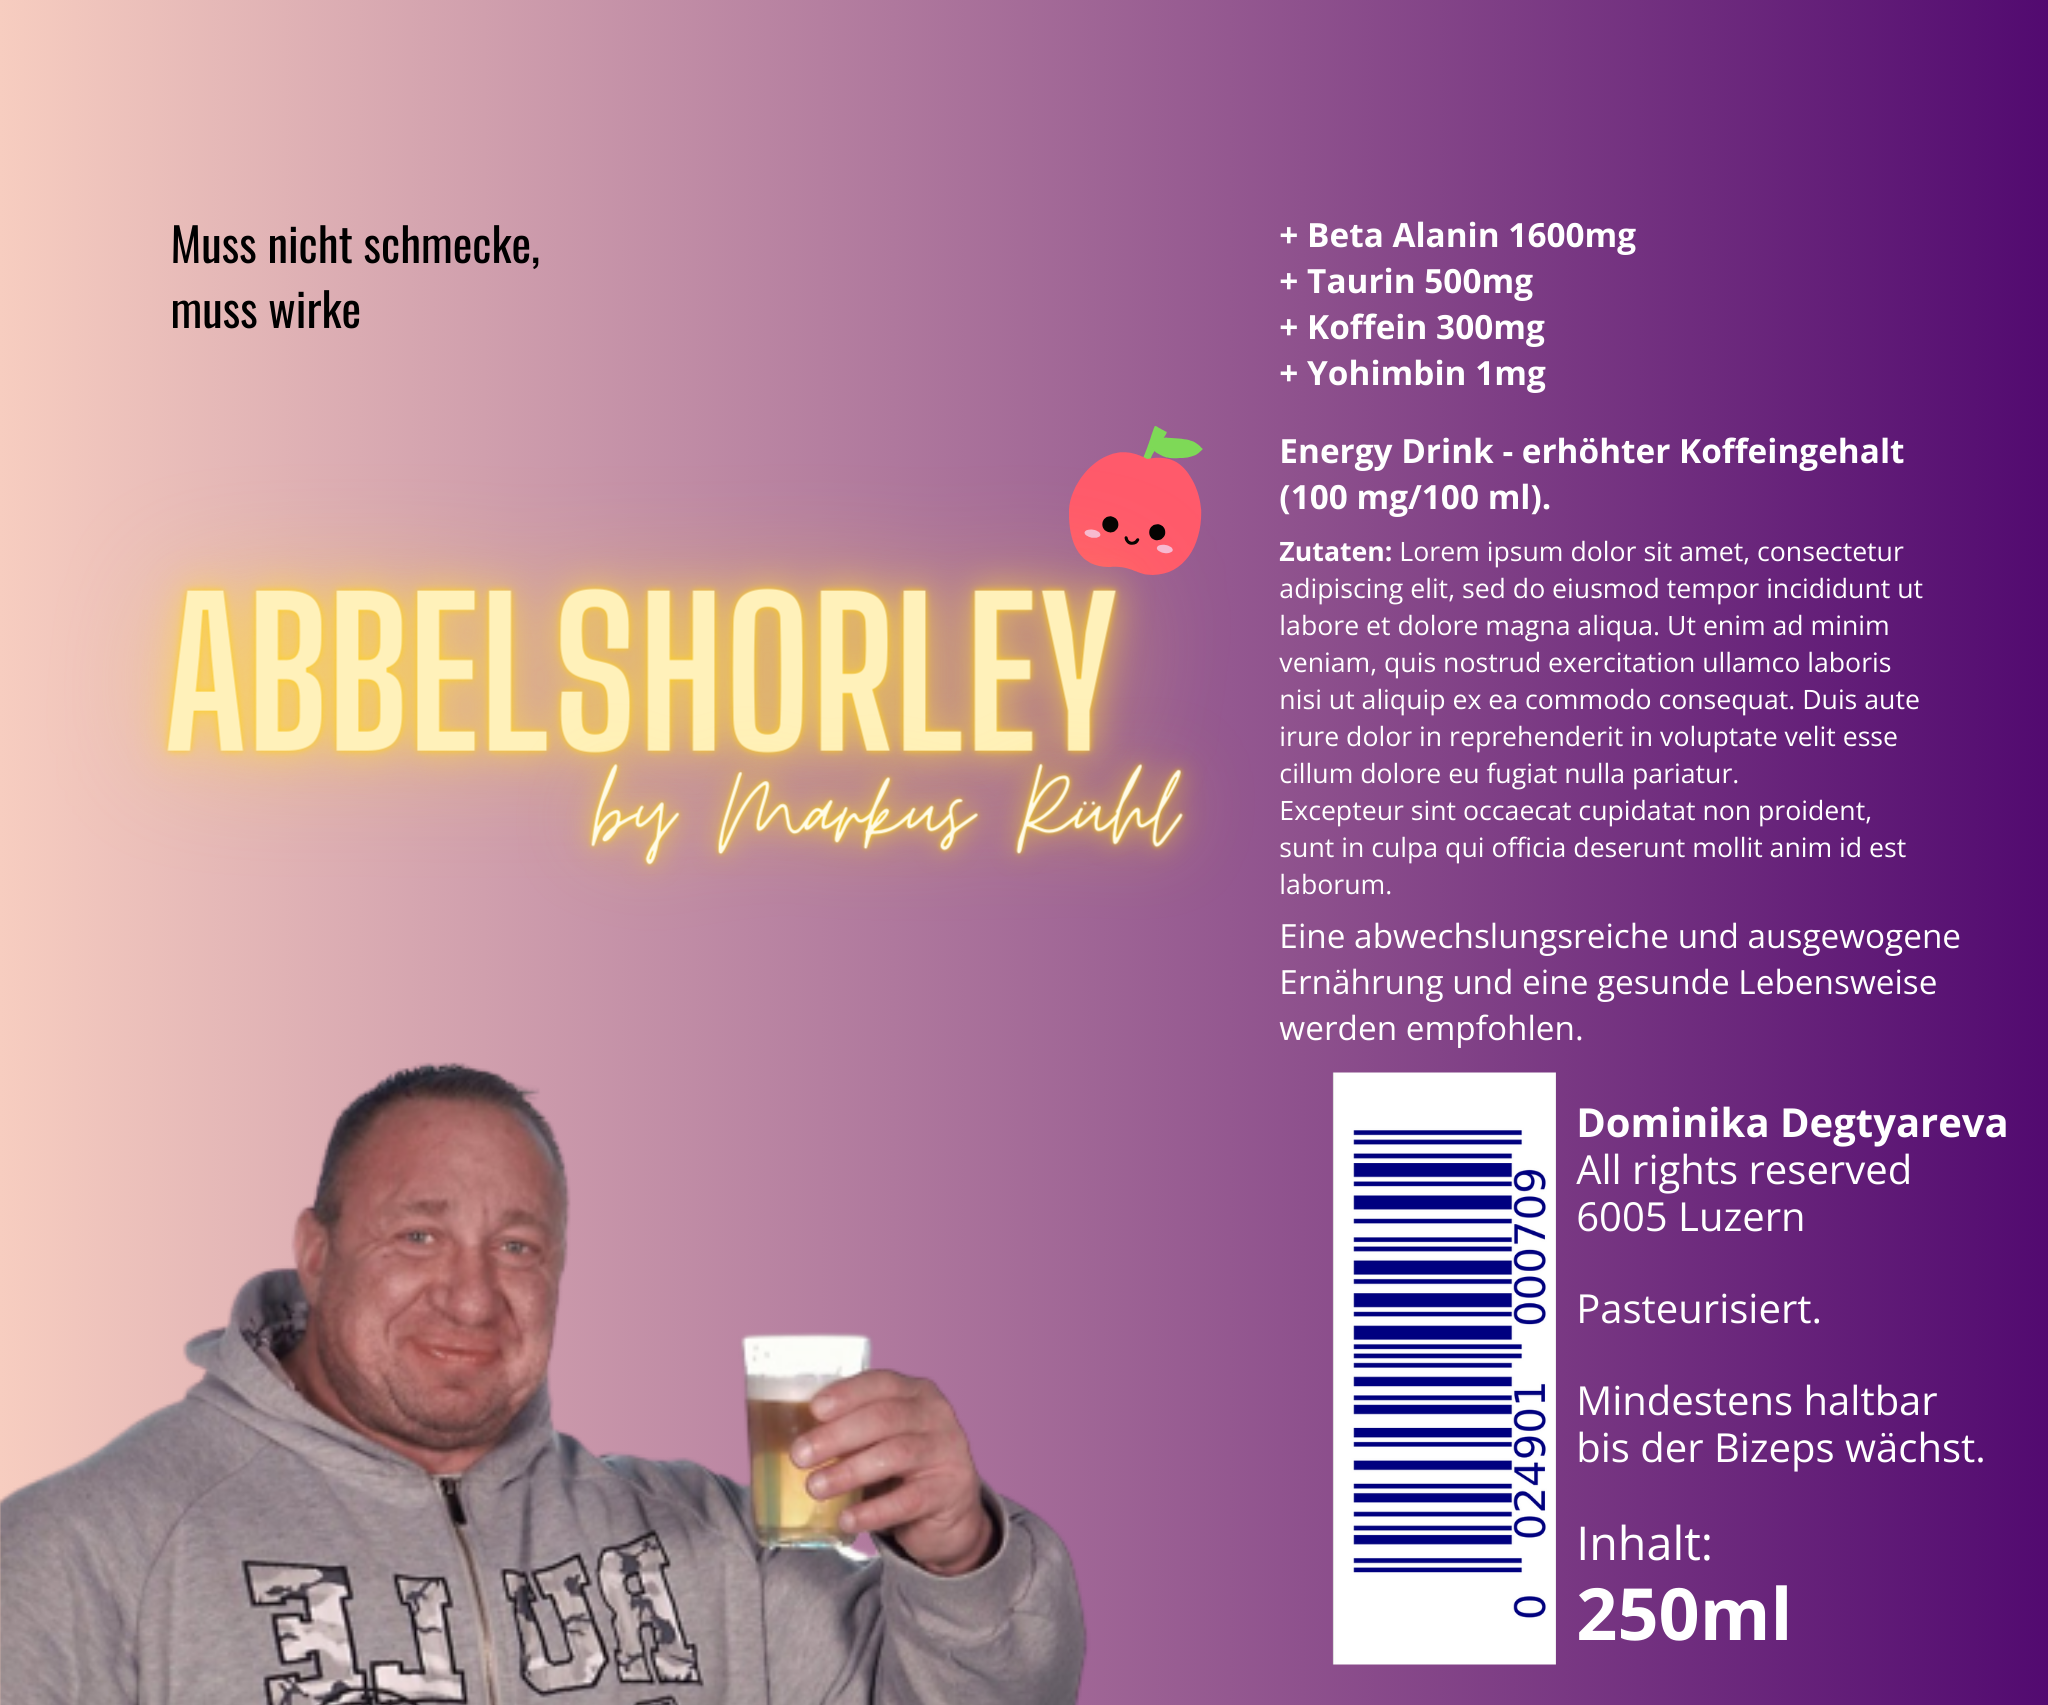 Muss nicht schmecke,
muss wirke
ABBELSHORLEY
by Markus Rühl
RULE
+ Beta Alanin 1600mg
+ Taurin 500mg
+ Koffein 300mg
+ Yohimbin 1mg
Energy Drink - erhöhter Koffeingehalt
(100 mg/100 ml).
Zutaten: Lorem ipsum dolor sit amet, consectetur
adipiscing elit, sed do eiusmod tempor incididunt ut
labore et dolore magna aliqua. Ut enim ad minim
veniam, quis nostrud exercitation ullamco laboris
nisi ut aliquip ex ea commodo consequat. Duis aute
irure dolor in reprehenderit in voluptate velit esse
cillum dolore eu fugiat nulla pariatur.
Excepteur sint occaecat cupidatat non proident,
sunt in culpa qui officia deserunt mollit anim id est
laborum.
Eine abwechslungsreiche und ausgewogene
Ernährung und eine gesunde Lebensweise
werden empfohlen.
0 024901 000709
Dominika Degtyareva
All rights reserved
6005 Luzern
Pasteurisiert.
Mindestens haltbar
bis der Bizeps wächst.
Inhalt:
250ml